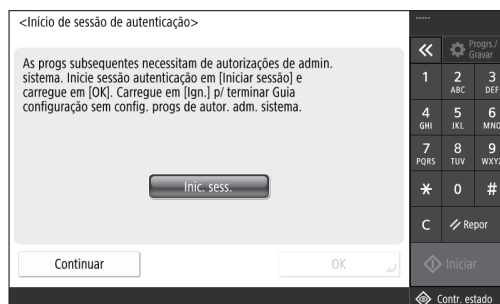 <Início de sessão de autenticação>
As progs subsequentes necessitam de autorizações de admin.
sistema. Inicie sessão autenticação em [Iniciar sessão] e
carregue em [OK]. Carregue em [Ign.] p/ terminar Guia
configuração sem config. progs de autor. adm. sistema.
Inic. sess.
Continuar
OK
-----
Progrs./
Gravar
1 2 3
ABC DEF
4 5 6
GHI JKL MNO
7 8 9
PQRS TUV WXYZ
* 0 #
C Repor
Iniciar
Contr. estado